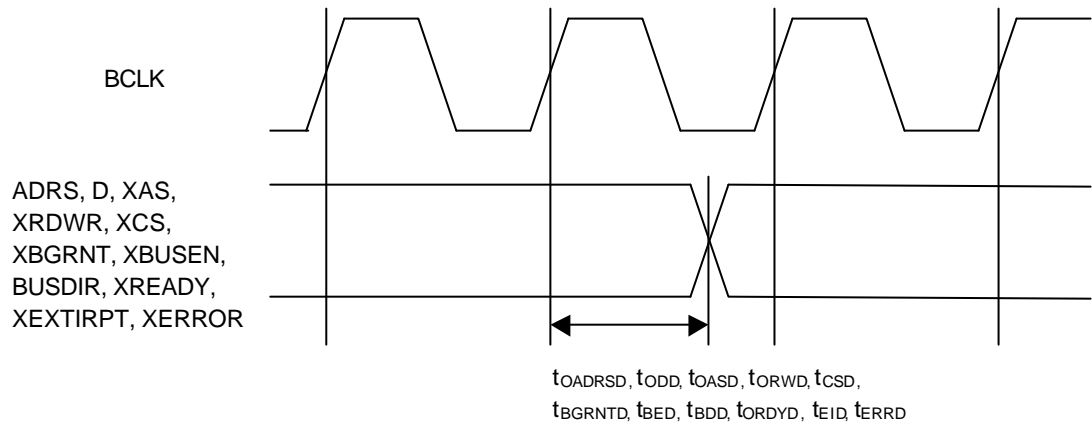 BCLK
ADRS, D, XAS,
XRDWR, XCS,
XBGRNT, XBUSEN,
BUSDIR, XREADY,
XEXTIRPT, XERROR
tOADRSD, tODD, tOASD, tORWD, tCSD,
tBGRNTD, tBED, tBDD, tORDYD, tEID, tERRD